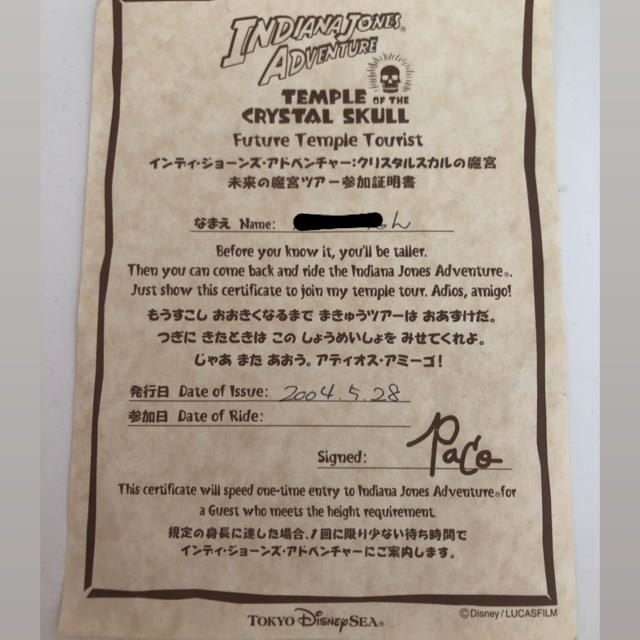 INDIANA JONES®
ADVENTURE
TEMPLE OF THE
CRYSTAL SKULL
Future Temple Tourist
インディ・ジョーンズ・アドベンチャー:クリスタルスカルの魔宮
未来の魔宮ツアー参加証明書
なまえ Name: ん
Before you know it, you'll be taller.
Then you can come back and ride the Indiana Jones Adventure®.
Just show this certificate to join my temple tour. Adios, amigo!
もうすこし おおきくなるまで まきゅうツアーは おあずけだ。
つぎに きたときは この しょうめいしょを みせてくれよ。
じゃあ また あおう。アディオス・アミーゴ!
発行日 Date of Issue: 2004.5.28
参加日 Date of Ride:
Signed: Paco
This certificate will speed one-time entry to Indiana Jones Adventure® for
a Guest who meets the height requirement.
規定の身長に達した場合、1回に限り少ない待ち時間で
インディ・ジョーンズ・アドベンチャーにご案内します。
©Disney/LUCASFILM
TOKYO DISNEYSEA®